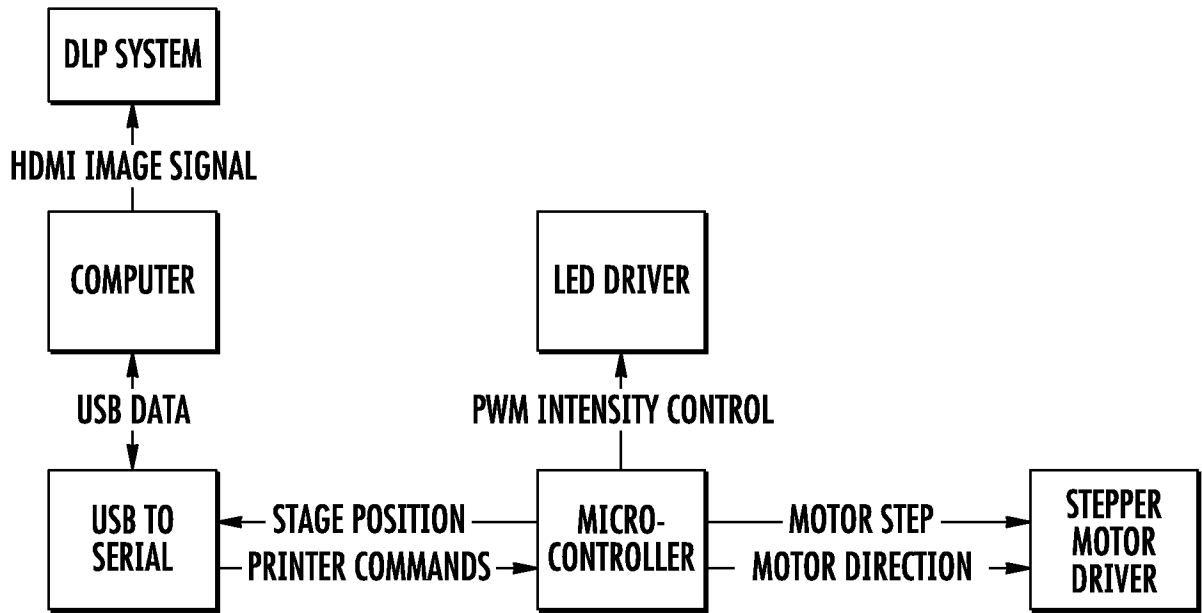 DLP SYSTEM
HDMI IMAGE SIGNAL
COMPUTER
LED DRIVER
USB DATA
PWM INTENSITY CONTROL
USB TO
SERIAL
STAGE POSITION
PRINTER COMMANDS
MICRO-
CONTROLLER
MOTOR STEP
MOTOR DIRECTION
STEPPER
MOTOR
DRIVER